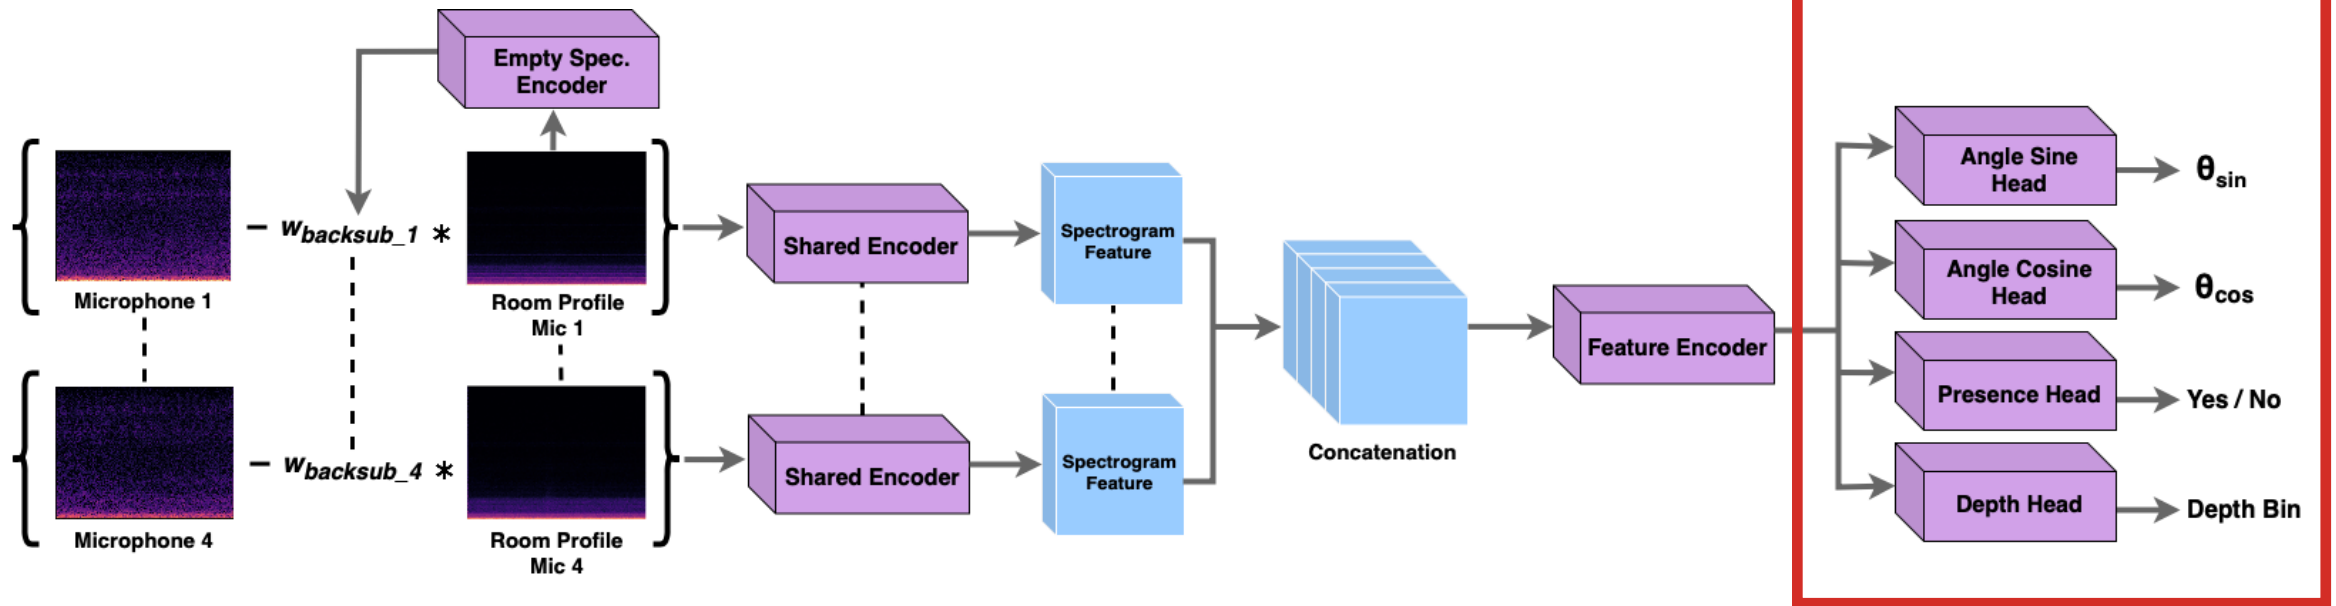 Empty Spec.
Encoder
Microphone 1
– w_backsub_1 *
Room Profile
Mic 1
Shared Encoder
Spectrogram
Feature
Microphone 4
– w_backsub_4 *
Room Profile
Mic 4
Shared Encoder
Spectrogram
Feature
Concatenation
Feature Encoder
Angle Sine
Head
θsin
Angle Cosine
Head
θcos
Presence Head
Yes / No
Depth Head
Depth Bin